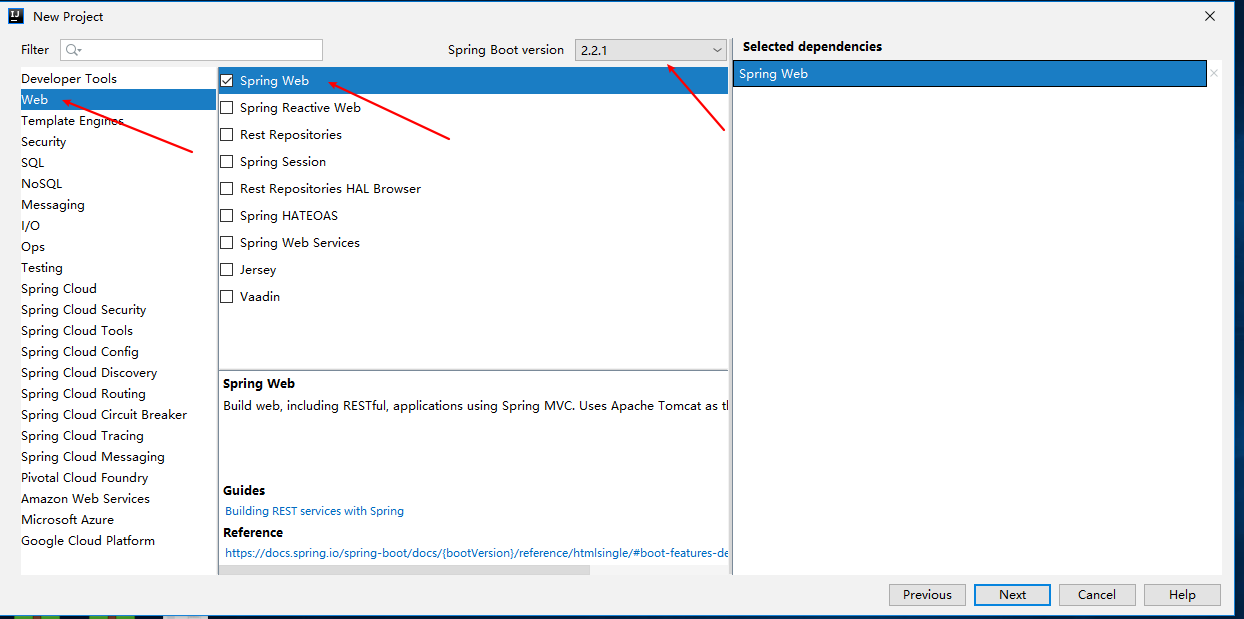 IJ New Project
Filter
Spring Boot version 2.2.1
Selected dependencies
Developer Tools
Web
Template Engines
Security
SQL
NoSQL
Messaging
I/O
Ops
Testing
Spring Cloud
Spring Cloud Security
Spring Cloud Tools
Spring Cloud Config
Spring Cloud Discovery
Spring Cloud Routing
Spring Cloud Circuit Breaker
Spring Cloud Tracing
Spring Cloud Messaging
Pivotal Cloud Foundry
Amazon Web Services
Microsoft Azure
Google Cloud Platform
Spring Web
Spring Reactive Web
Rest Repositories
Spring Session
Rest Repositories HAL Browser
Spring HATEOAS
Spring Web Services
Jersey
Vaadin
Spring Web
Build web, including RESTful, applications using Spring MVC. Uses Apache Tomcat as
Guides
Building REST services with Spring
Reference
https://docs.spring.io/spring-boot/docs/{bootVersion}/reference/htmlsingle/#boot-features-de
Spring Web
Previous
Next
Cancel
Help